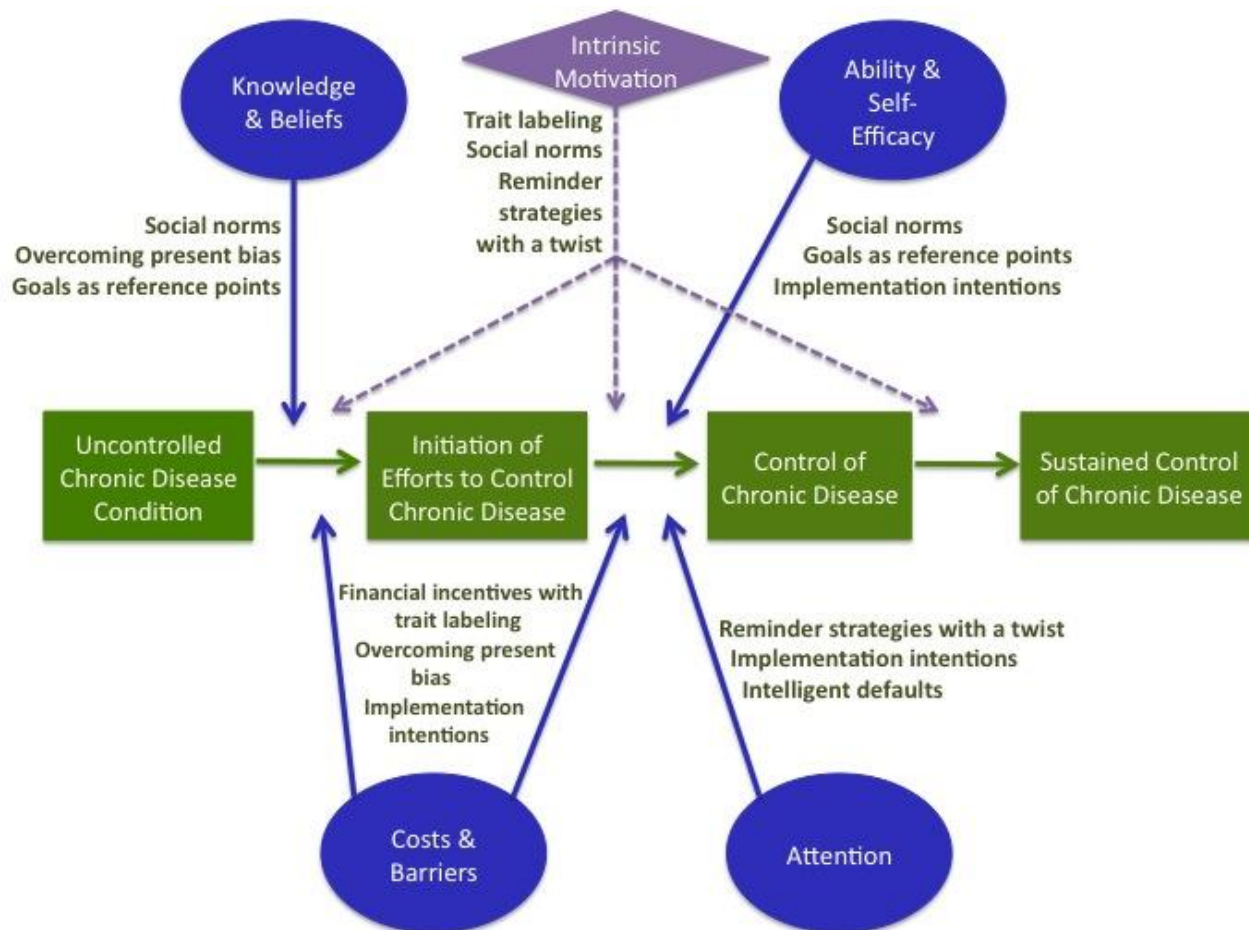 Knowledge
& Beliefs
Intrinsic
Motivation
Ability &
Self-
Efficacy
Trait labeling
Social norms
Reminder
strategies
with a twist
Social norms
Overcoming present bias
Goals as reference points
Social norms
Goals as reference points
Implementation intentions
Uncontrolled
Chronic Disease
Condition
Initiation of
Efforts to Control
Chronic Disease
Control of
Chronic Disease
Sustained Control
of Chronic Disease
Financial incentives with
trait labeling
Overcoming present
bias
Implementation
intentions
Reminder strategies with a twist
Implementation intentions
Intelligent defaults
Costs &
Barriers
Attention